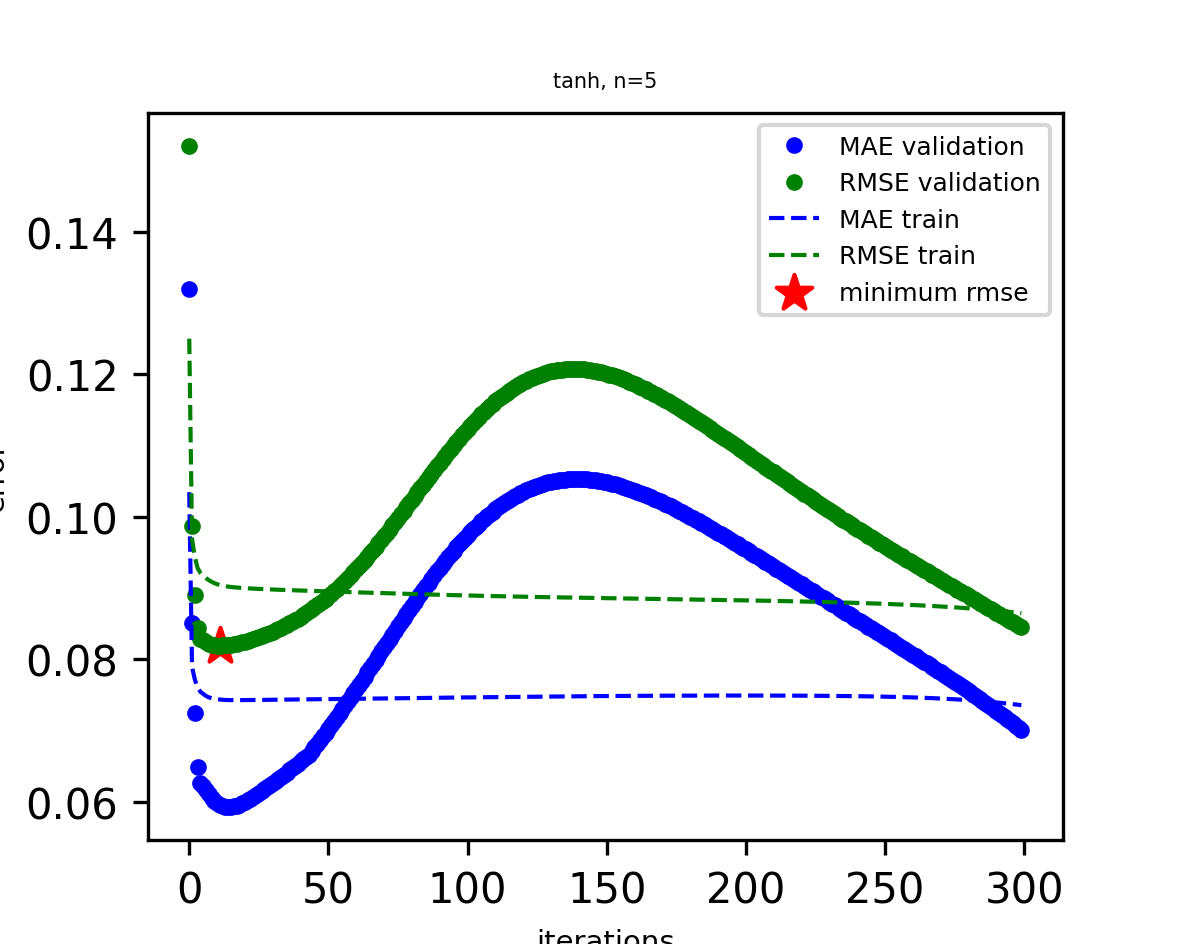 tanh, n=5
MAE validation
RMSE validation
MAE train
RMSE train
minimum rmse
0.14
0.12
0.10
0.08
0.06
error
0 50 100 150 200 250 300
iterations